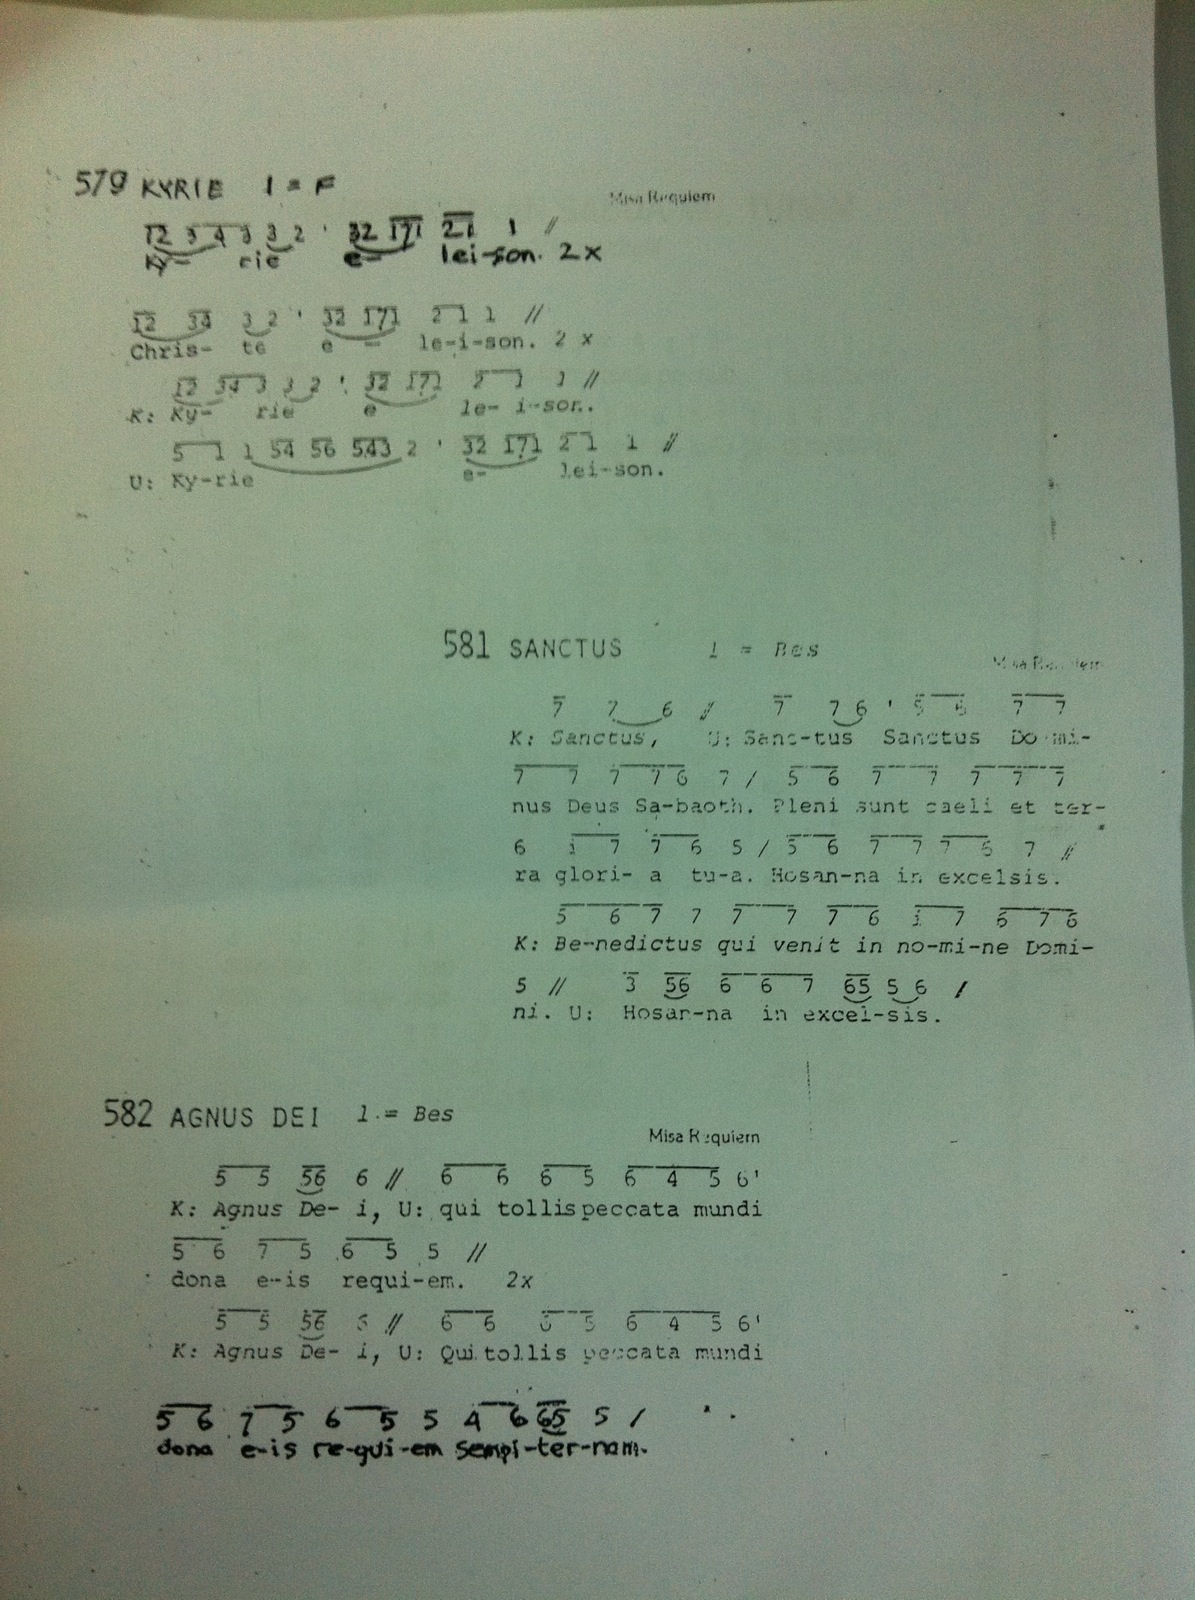 579 KYRIE 1 = F
Misa Requiem
12 3 4 3 3 2 ' 32 171 21 1 //
Ky- rie e- lei-son. 2x
12 34 3 2 ' 32 171 2 1 1 //
Chris- te e - le-i-son. 2 x
12 34 3 3 2 ' 32 171 2 1 1 //
K: Ky- rie e le- i-son.
5 1 1 54 56 543 2 ' 32 171 2 1 1 //
U: Ky-rie e- lei-son.
581 SANCTUS 1 = Bes
Misa Requiem
7 7 6 // 7 7 6 ' 5 6 7 7
K: Sanctus, U: Sanc-tus Sanctus Do-mi-
7 7 7 7 6 7 / 5 6 7 7 7 7 7
nus Deus Sa-baoth. Pleni sunt caeli et ter-
6 i 7 7 6 5 / 5 6 7 7 7 6 7 //
ra glori- a tu-a. Hosan-na in excelsis.
5 6 7 7 7 7 7 6 i 7 6 7 6
K: Be-nedictus qui venit in no-mi-ne Domi-
5 // 3 56 6 6 7 65 5 6 /
ni. U: Hosan-na in excel-sis.
582 AGNUS DEI 1 = Bes
Misa Requiem
5 5 56 6 // 6 6 6 5 6 4 5 6'
K: Agnus De- i, U: qui tollis peccata mundi
5 6 7 5 6 5 5 //
dona e-is requi-em. 2x
5 5 56 6 // 6 6 6 5 6 4 5 6'
K: Agnus De- i, U: Qui tollis peccata mundi
5 6 7 5 6 5 5 4 6 65 5 /
dona e-is re-qui-em sempi-ter-nam.